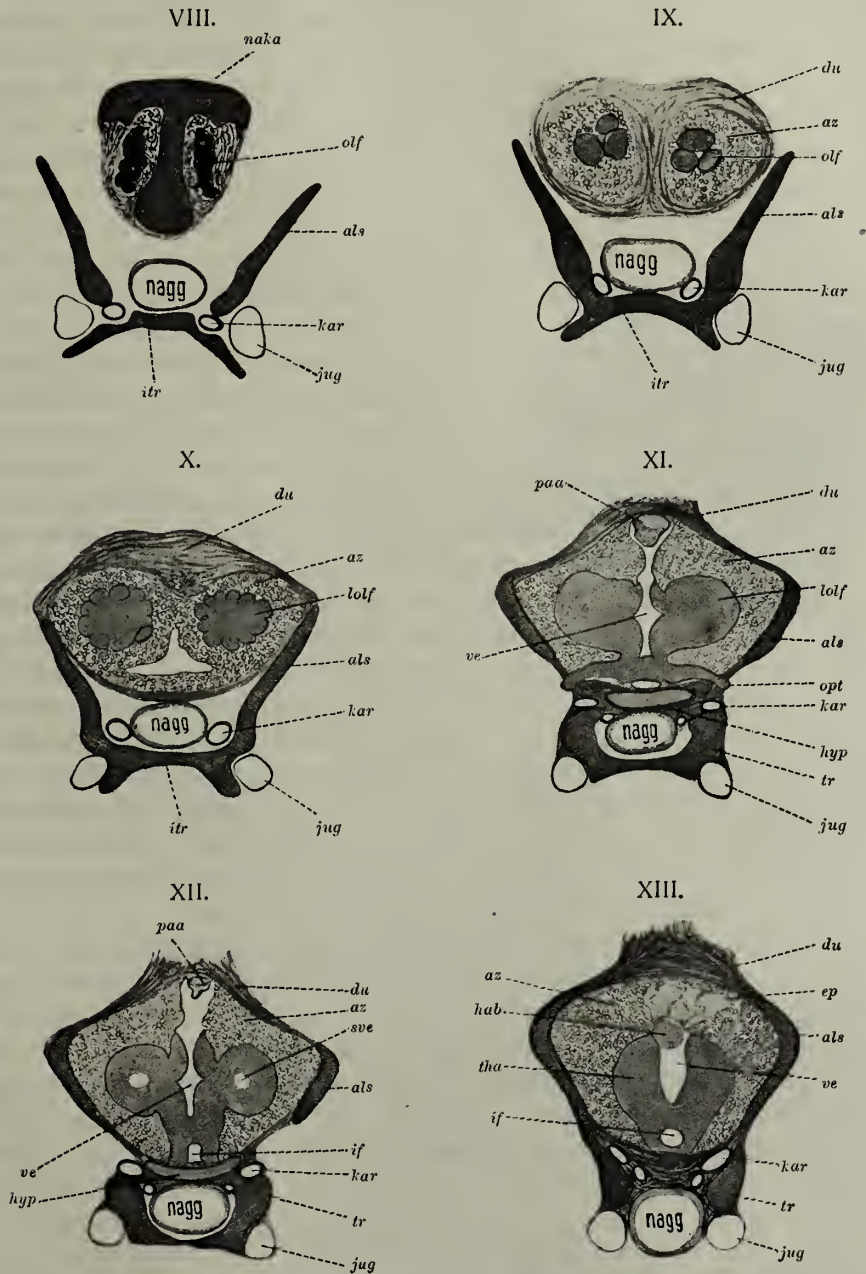 VIII.
naka
olf
als
nagg
kar
jug
itr
IX.
du
az
olf
als
nagg
kar
itr
jug
X.
du
az
lolf
als
kar
nagg
itr
jug
XI.
paa
du
az
lolf
als
ve
opt
kar
nagg
hyp
tr
jug
XII.
paa
du
az
sve
als
if
ve
kar
hyp
nagg
tr
jug
XIII.
du
az
ep
hab
als
tha
ve
if
kar
tr
nagg
jug